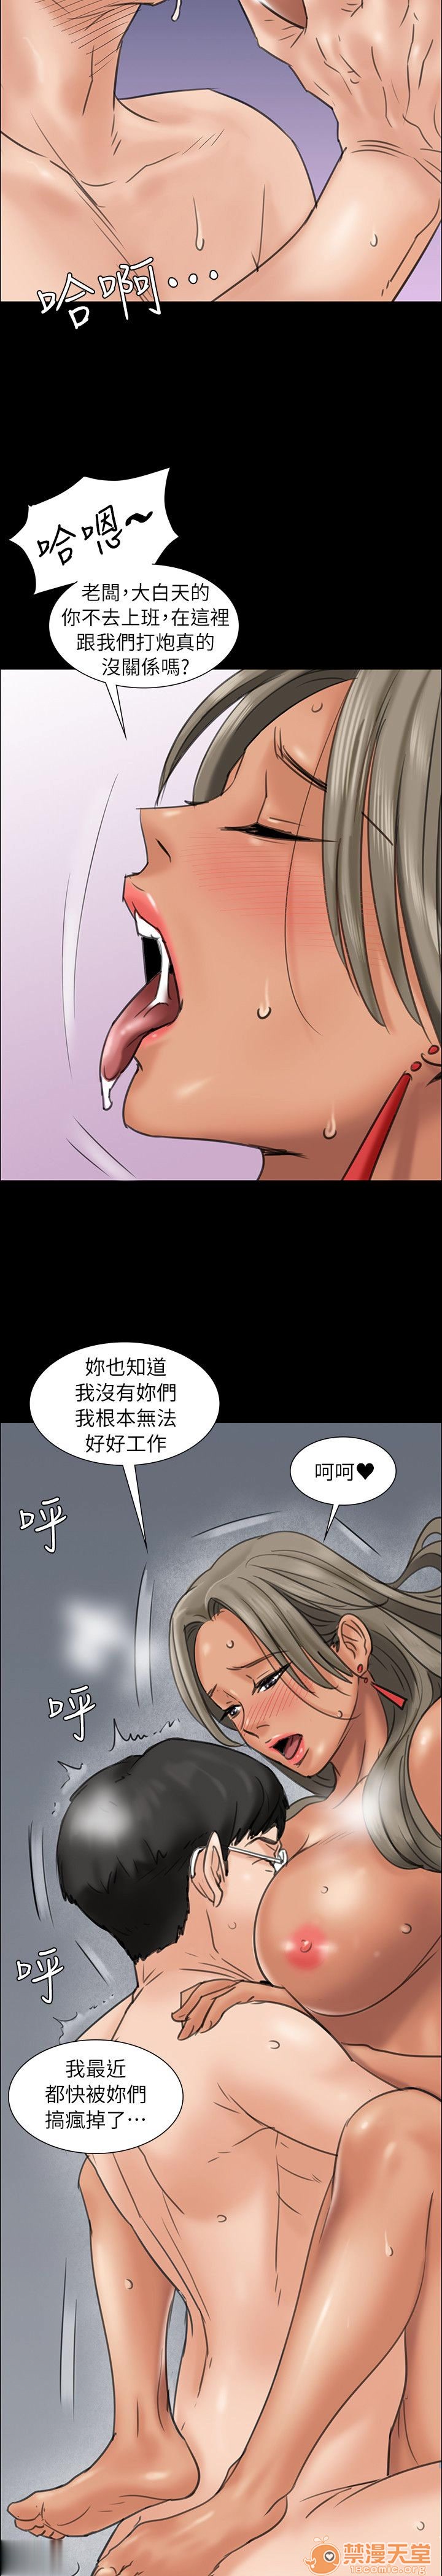 哈啊...
哈嗯~
老闆，大白天的
你不去上班，在這裡
跟我們打炮真的
沒關係嗎?
妳也知道
我沒有妳們
我根本無法
好好工作
呵呵♥
呼
呼
呼
我最近
都快被妳們
搞瘋掉了…
禁漫天堂
18comic.org